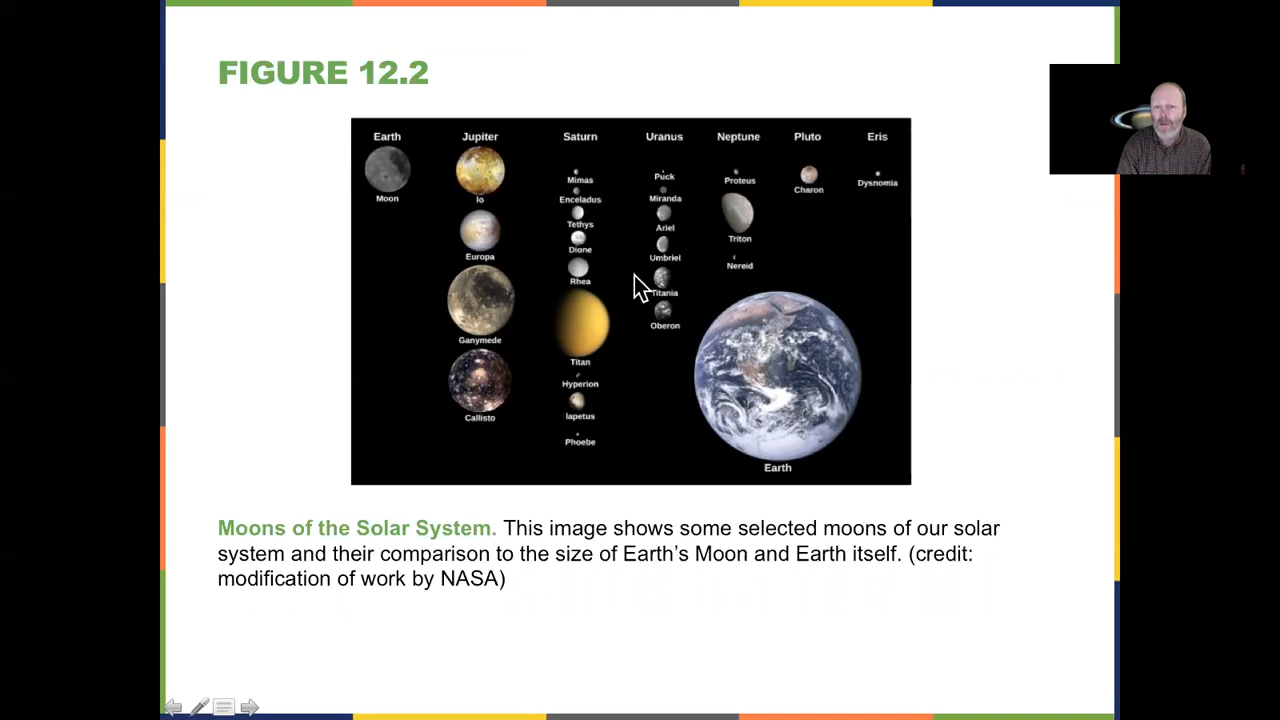 FIGURE 12.2
Earth Jupiter Saturn Uranus Neptune Pluto Eris
Moon
Io
Europa
Ganymede
Callisto
Mimas
Enceladus
Tethys
Dione
Rhea
Titan
Hyperion
Iapetus
Phoebe
Puck
Miranda
Ariel
Umbriel
Titania
Oberon
Proteus
Triton
Nereid
Charon
Dysnomia
Earth
Moons of the Solar System. This image shows some selected moons of our solar
system and their comparison to the size of Earth’s Moon and Earth itself. (credit:
modification of work by NASA)